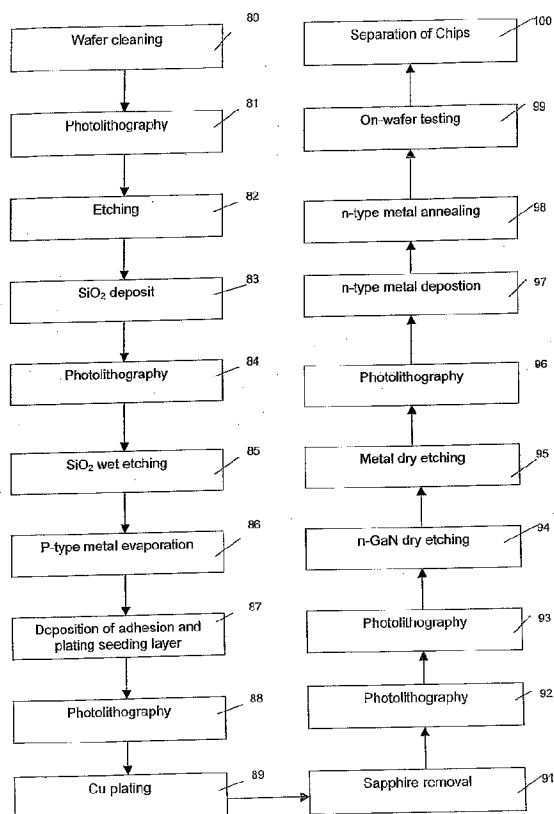 80
Wafer cleaning
81
Photolithography
82
Etching
83
SiO2 deposit
84
Photolithography
85
SiO2 wet etching
86
P-type metal evaporation
87
Deposition of adhesion and
plating seeding layer
88
Photolithography
89
Cu plating
91
Sapphire removal
92
Photolithography
93
Photolithography
94
n-GaN dry etching
95
Metal dry etching
96
Photolithography
97
n-type metal depostion
98
n-type metal annealing
99
On-wafer testing
100
Separation of Chips